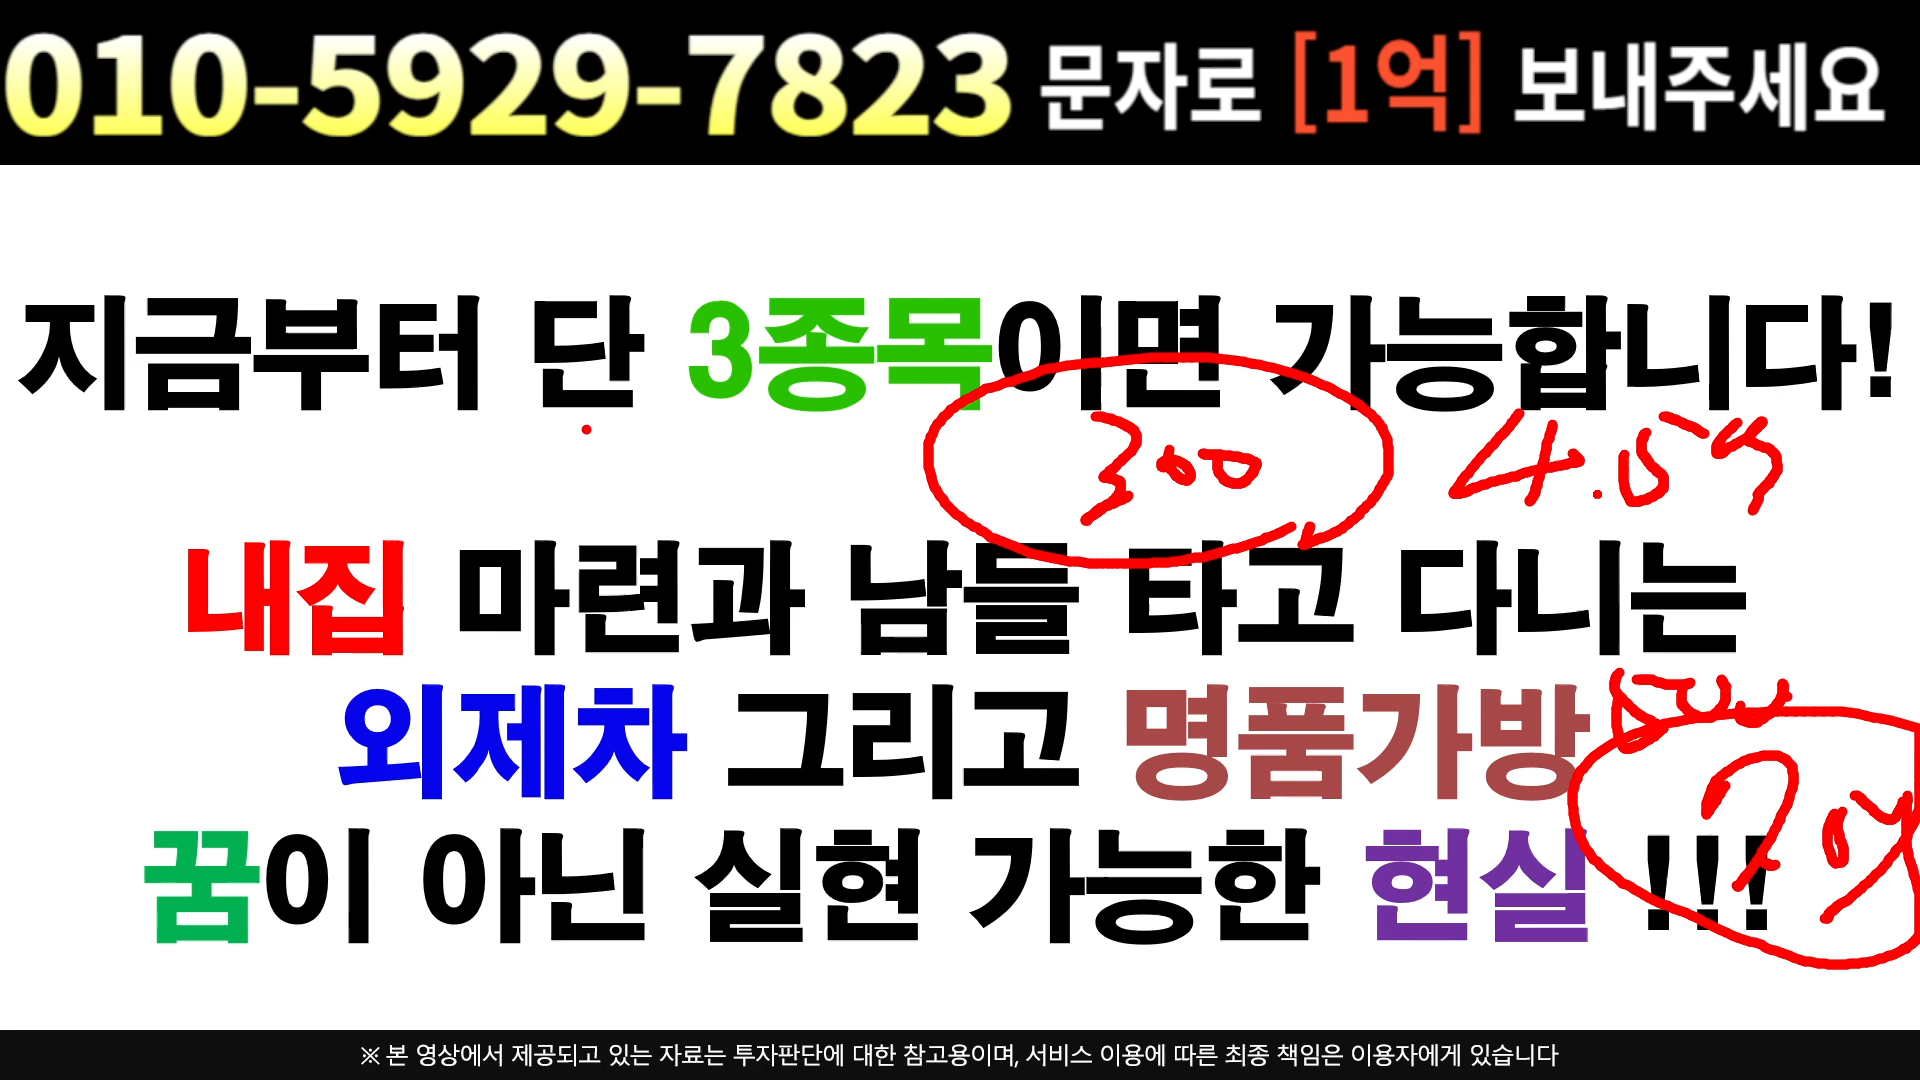 010-5929-7823 문자로 [1억] 보내주세요
지금부터 단 3종목이면 가능합니다!
300
4.5억
내집 마련과 남들 타고 다니는
외제차 그리고 명품가방
500
꿈이 아닌 실현 가능한 현실 !!!
※ 본 영상에서 제공되고 있는 자료는 투자판단에 대한 참고용이며, 서비스 이용에 따른 최종 책임은 이용자에게 있습니다